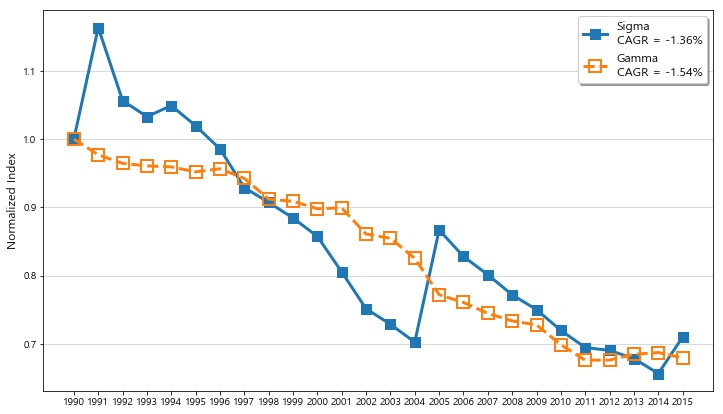 Sigma
CAGR = -1.36%
Gamma
CAGR = -1.54%
Normalized Index
1.1
1.0
0.9
0.8
0.7
1990 1991 1992 1993 1994 1995 1996 1997 1998 1999 2000 2001 2002 2003 2004 2005 2006 2007 2008 2009 2010 2011 2012 2013 2014 2015